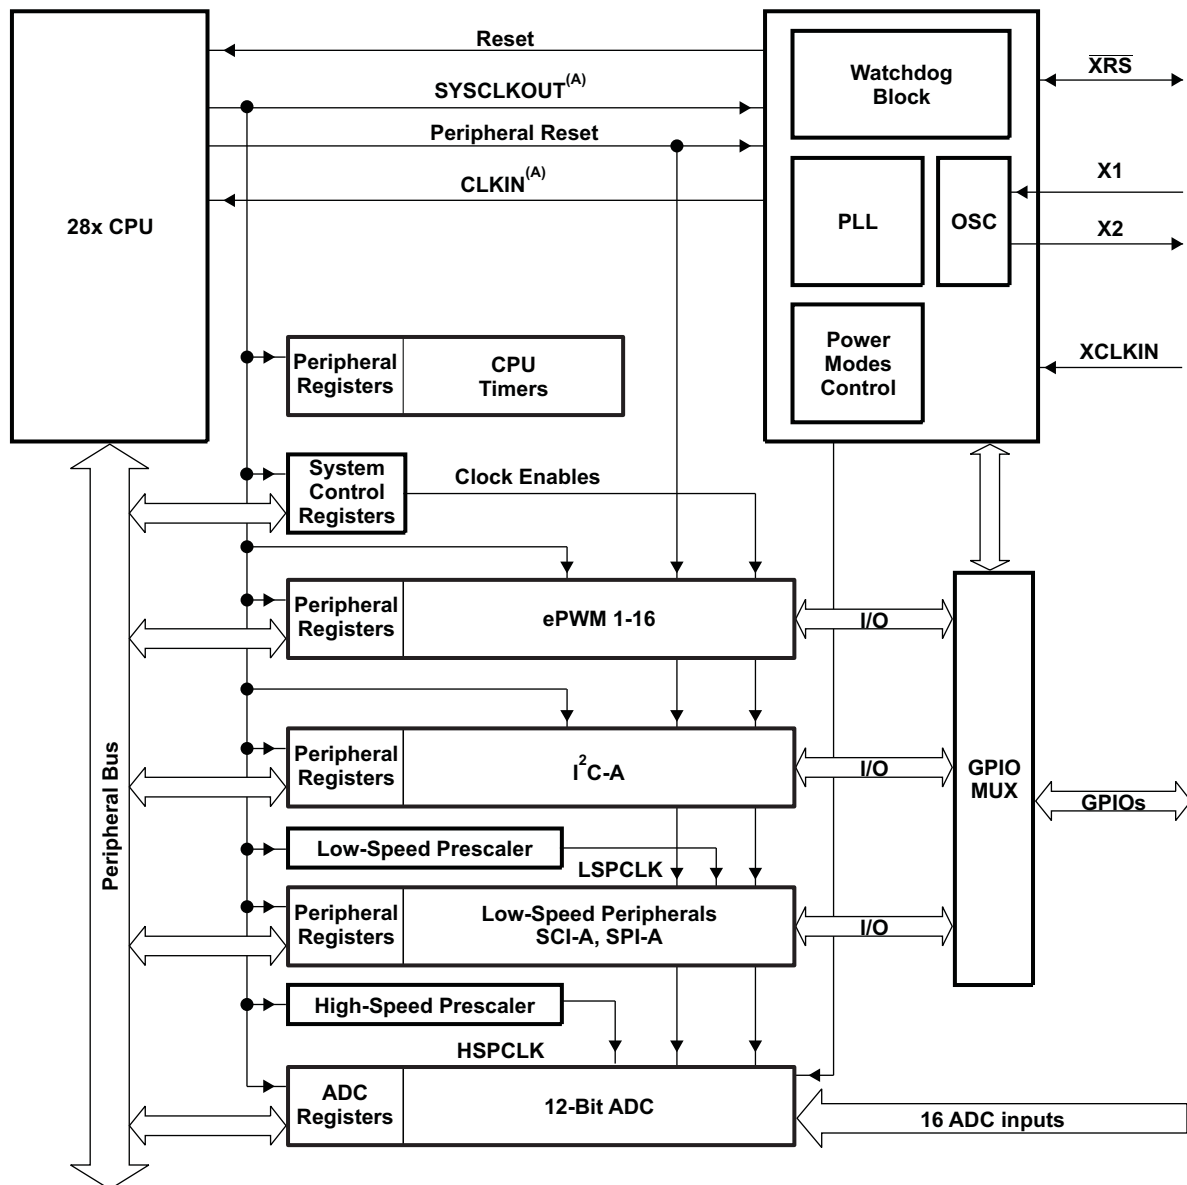 Reset
SYSCLKOUT(A)
Peripheral Reset
CLKIN(A)
28x CPU
Watchdog
Block
PLL
OSC
Power
Modes
Control
XRS
X1
X2
XCLKIN
Peripheral
Registers
CPU
Timers
System
Control
Registers
Clock Enables
Peripheral
Registers
ePWM 1-16
I/O
Peripheral
Registers
I2C-A
I/O
GPIO
MUX
GPIOs
Peripheral Bus
Low-Speed Prescaler
LSPCLK
Peripheral
Registers
Low-Speed Peripherals
SCI-A, SPI-A
I/O
High-Speed Prescaler
HSPCLK
ADC
Registers
12-Bit ADC
16 ADC inputs